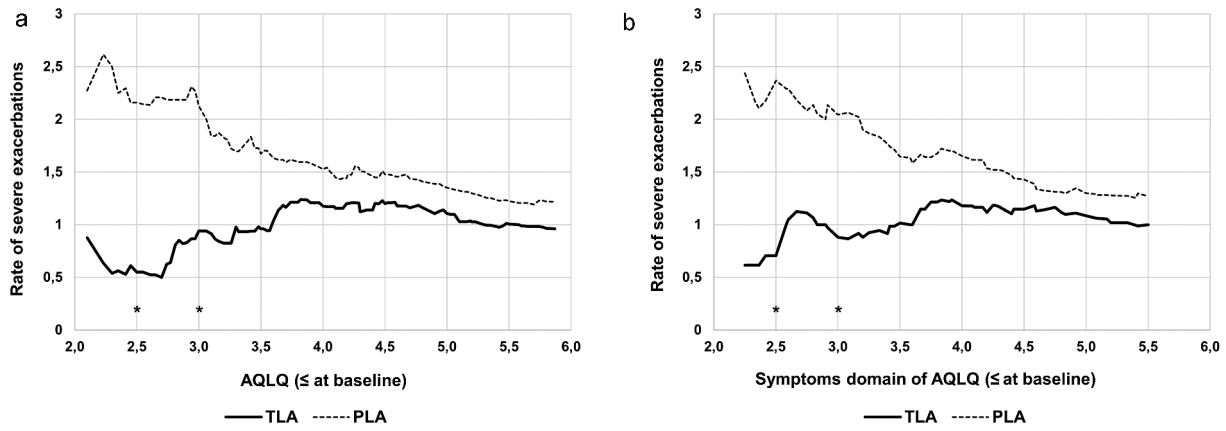 a
Rate of severe exacerbations
3
2,5
2
1,5
1
0,5
0
* *
2,0 2,5 3,0 3,5 4,0 4,5 5,0 5,5 6,0
AQLQ (≤ at baseline)
TLA PLA
b
Rate of severe exacerbations
3
2,5
2
1,5
1
0,5
0
* *
2,0 2,5 3,0 3,5 4,0 4,5 5,0 5,5 6,0
Symptoms domain of AQLQ (≤ at baseline)
TLA PLA